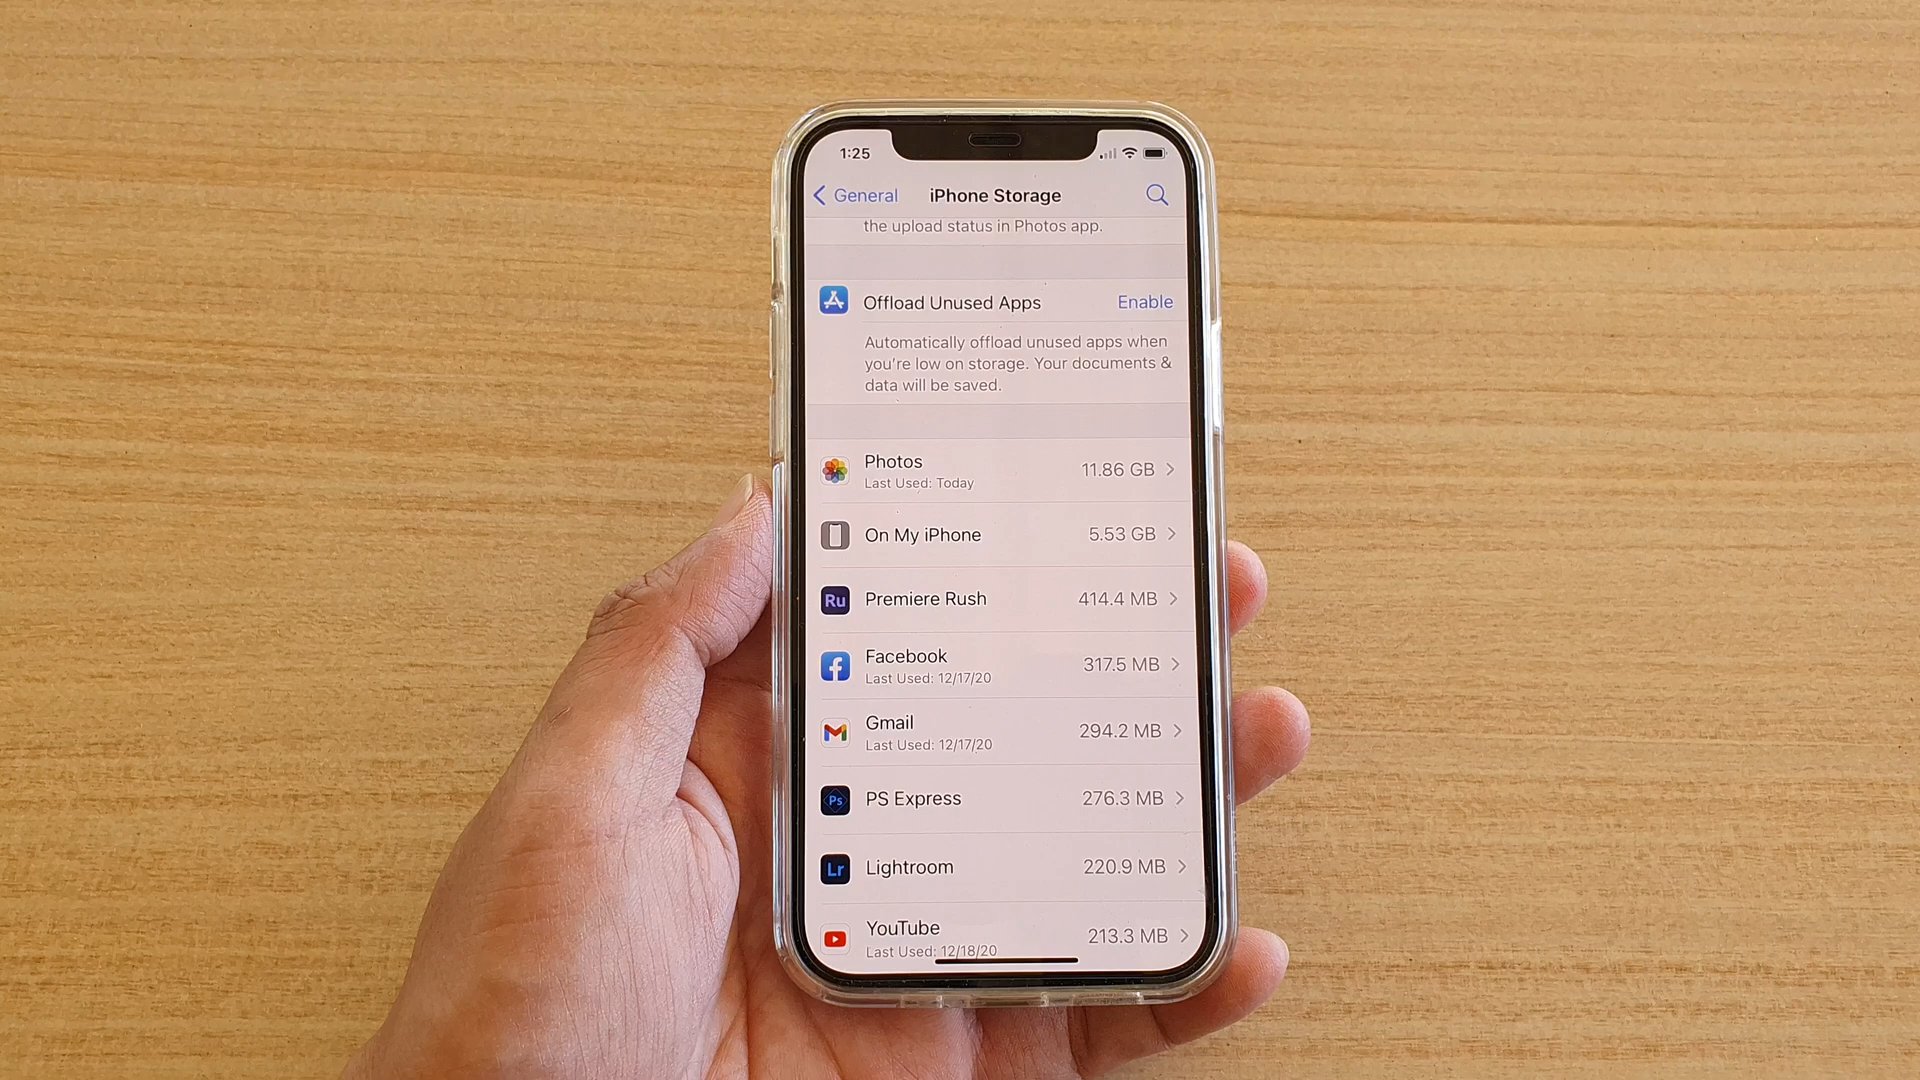 1:25
General
iPhone Storage
the upload status in Photos app.
Offload Unused Apps
Enable
Automatically offload unused apps when
you're low on storage. Your documents &
data will be saved.
Photos
11.86 GB
Last Used: Today
On My iPhone
5.53 GB
Ru
Premiere Rush
414.4 MB
Facebook
317.5 MB
Last Used: 12/17/20
Gmail
294.2 MB
Last Used: 12/17/20
Ps
PS Express
276.3 MB
Lr
Lightroom
220.9 MB
YouTube
213.3 MB
Last Used: 12/18/20